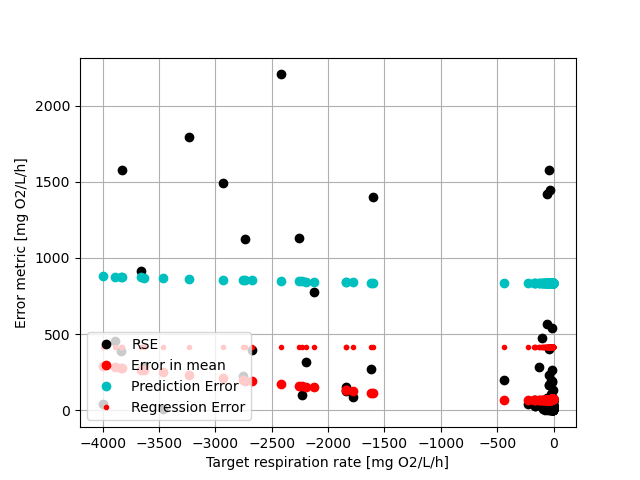 2000
1500
1000
500
0
Error metric [mg O2/L/h]
RSE
Error in mean
Prediction Error
Regression Error
−4000 −3500 −3000 −2500 −2000 −1500 −1000 −500 0
Target respiration rate [mg O2/L/h]